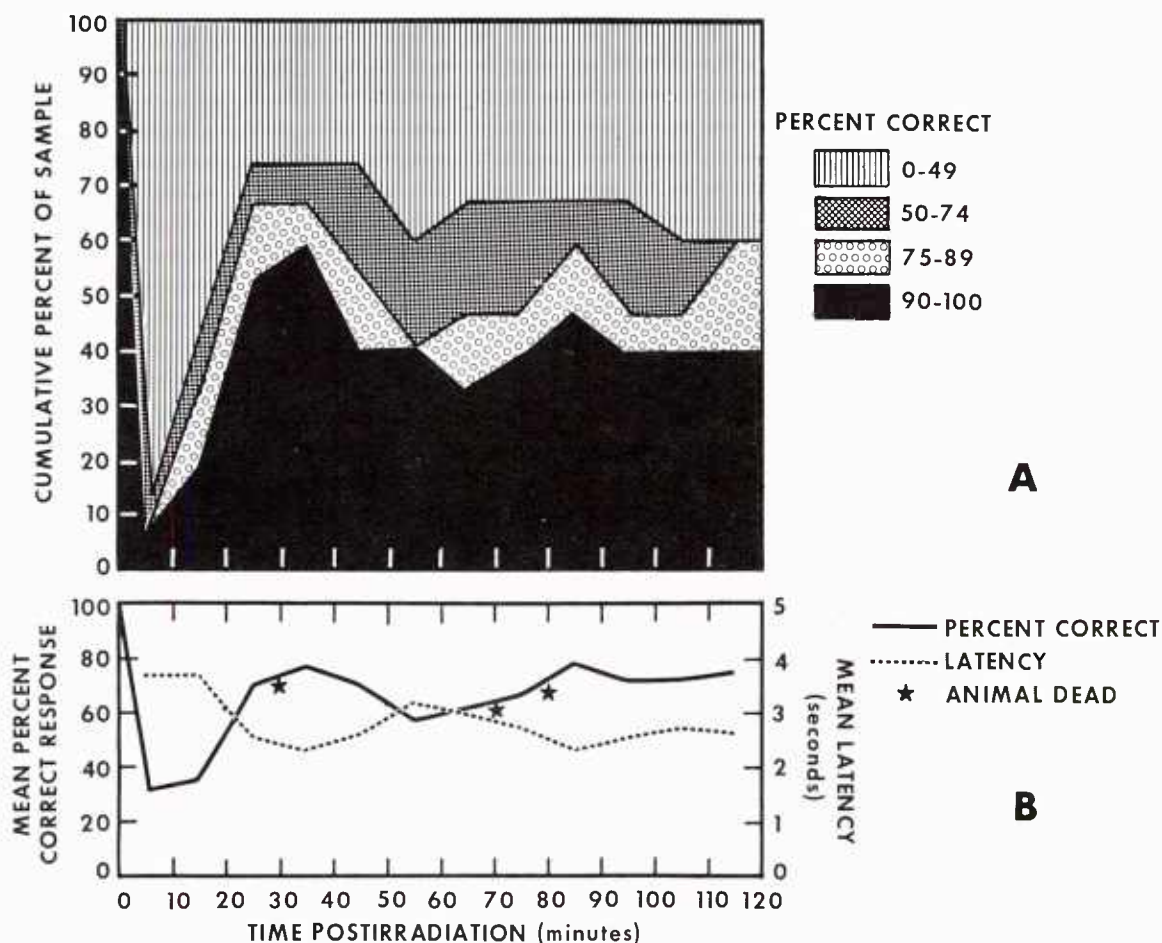 CUMULATIVE PERCENT OF SAMPLE
100
90
80
70
60
50
40
30
20
10
0
PERCENT CORRECT
0-49
50-74
75-89
90-100
A
MEAN PERCENT
CORRECT RESPONSE
100
80
60
40
20
0
5
4
3
2
1
0
MEAN LATENCY
(seconds)
PERCENT CORRECT
LATENCY
ANIMAL DEAD
B
0 10 20 30 40 50 60 70 80 90 100 110 120
TIME POSTIRRADIATION (minutes)